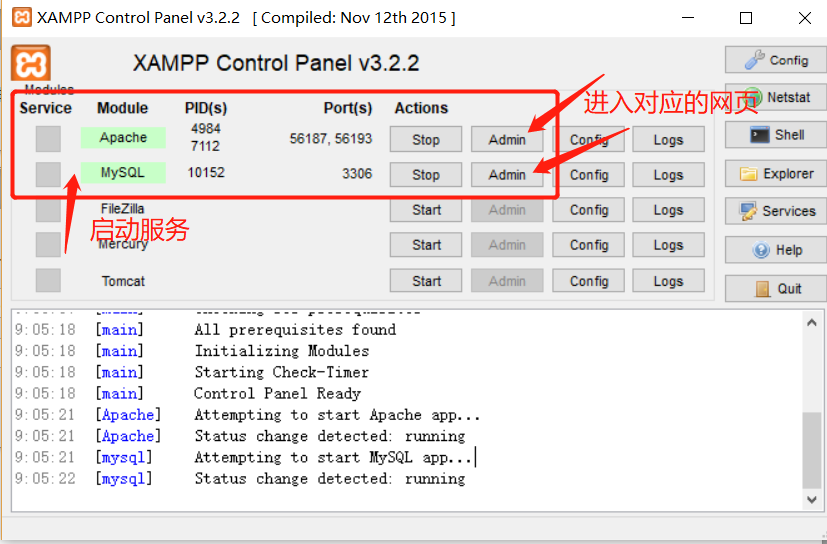 XAMPP Control Panel v3.2.2 [ Compiled: Nov 12th 2015 ]
XAMPP Control Panel v3.2.2
Config
Modules
Service Module PID(s) Port(s) Actions
进入对应的网页
Netstat
Apache 4984 7112 56187, 56193 Stop Admin Config Logs
Shell
MySQL 10152 3306 Stop Admin Config Logs
Explorer
FileZilla Start Admin Config Logs
Services
启动服务
Mercury Start Admin Config Logs
Help
Tomcat Start Admin Config Logs
Quit
9:05:18 [main] All prerequisites found
9:05:18 [main] Initializing Modules
9:05:18 [main] Starting Check-Timer
9:05:18 [main] Control Panel Ready
9:05:21 [Apache] Attempting to start Apache app...
9:05:21 [Apache] Status change detected: running
9:05:21 [mysql] Attempting to start MySQL app...
9:05:22 [mysql] Status change detected: running